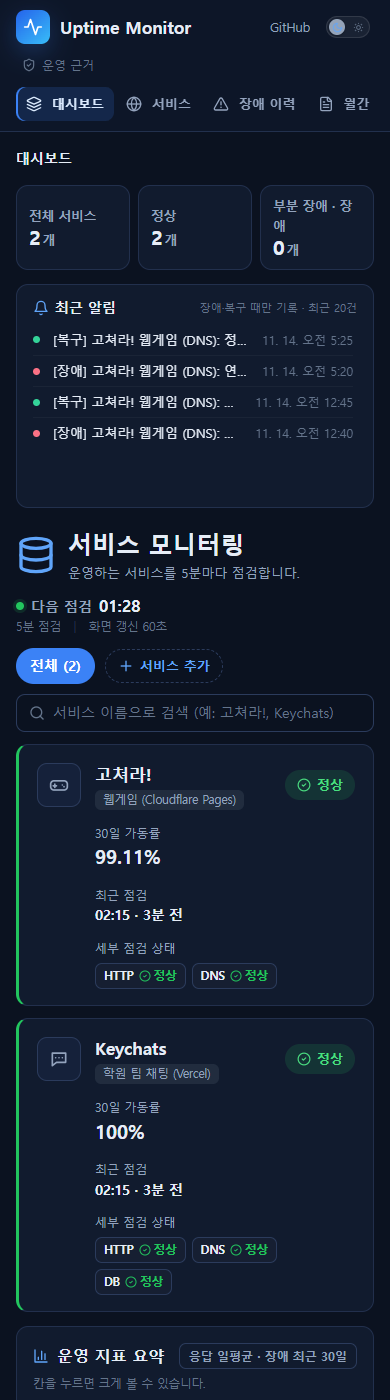 Uptime Monitor
GitHub
운영 근거
대시보드 서비스 장애 이력 월간
대시보드
전체 서비스
2개
정상
2개
부분 장애 · 장
애
0개
최근 알림
장애·복구 때만 기록 · 최근 20건
[복구] 고쳐라! 웹게임 (DNS): 정... 11. 14. 오전 5:25
[장애] 고쳐라! 웹게임 (DNS): 연... 11. 14. 오전 5:20
[복구] 고쳐라! 웹게임 (DNS): ... 11. 14. 오전 12:45
[장애] 고쳐라! 웹게임 (DNS): ... 11. 14. 오전 12:40
서비스 모니터링
운영하는 서비스를 5분마다 점검합니다.
다음 점검 01:28
5분 점검 | 화면 갱신 60초
전체 (2)
+ 서비스 추가
서비스 이름으로 검색 (예: 고쳐라!, Keychats)
고쳐라!
정상
웹게임 (Cloudflare Pages)
30일 가동률
99.11%
최근 점검
02:15 · 3분 전
세부 점검 상태
HTTP 정상 DNS 정상
Keychats
정상
학원 팀 채팅 (Vercel)
30일 가동률
100%
최근 점검
02:15 · 3분 전
세부 점검 상태
HTTP 정상 DNS 정상
DB 정상
운영 지표 요약
응답 일평균 · 장애 최근 30일
칸을 누르면 크게 볼 수 있습니다.